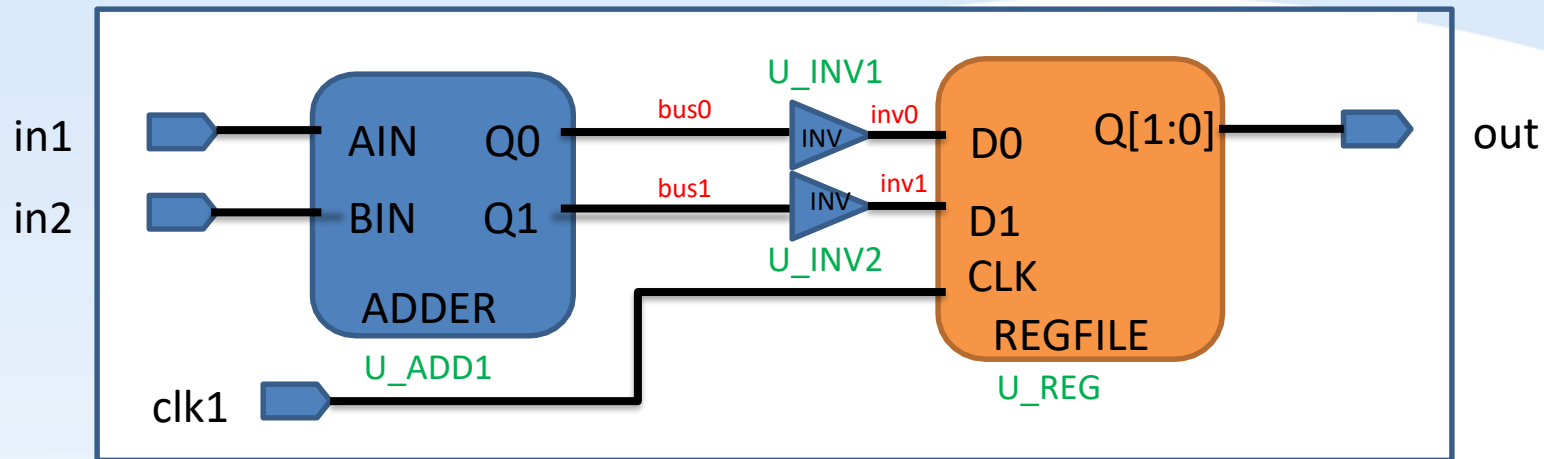 U_INV1
in1
AIN
Q0
bus0
INV
inv0
D0
Q[1:0]
out
in2
BIN
Q1
bus1
INV
inv1
D1
U_INV2
CLK
ADDER
REGFILE
U_ADD1
U_REG
clk1